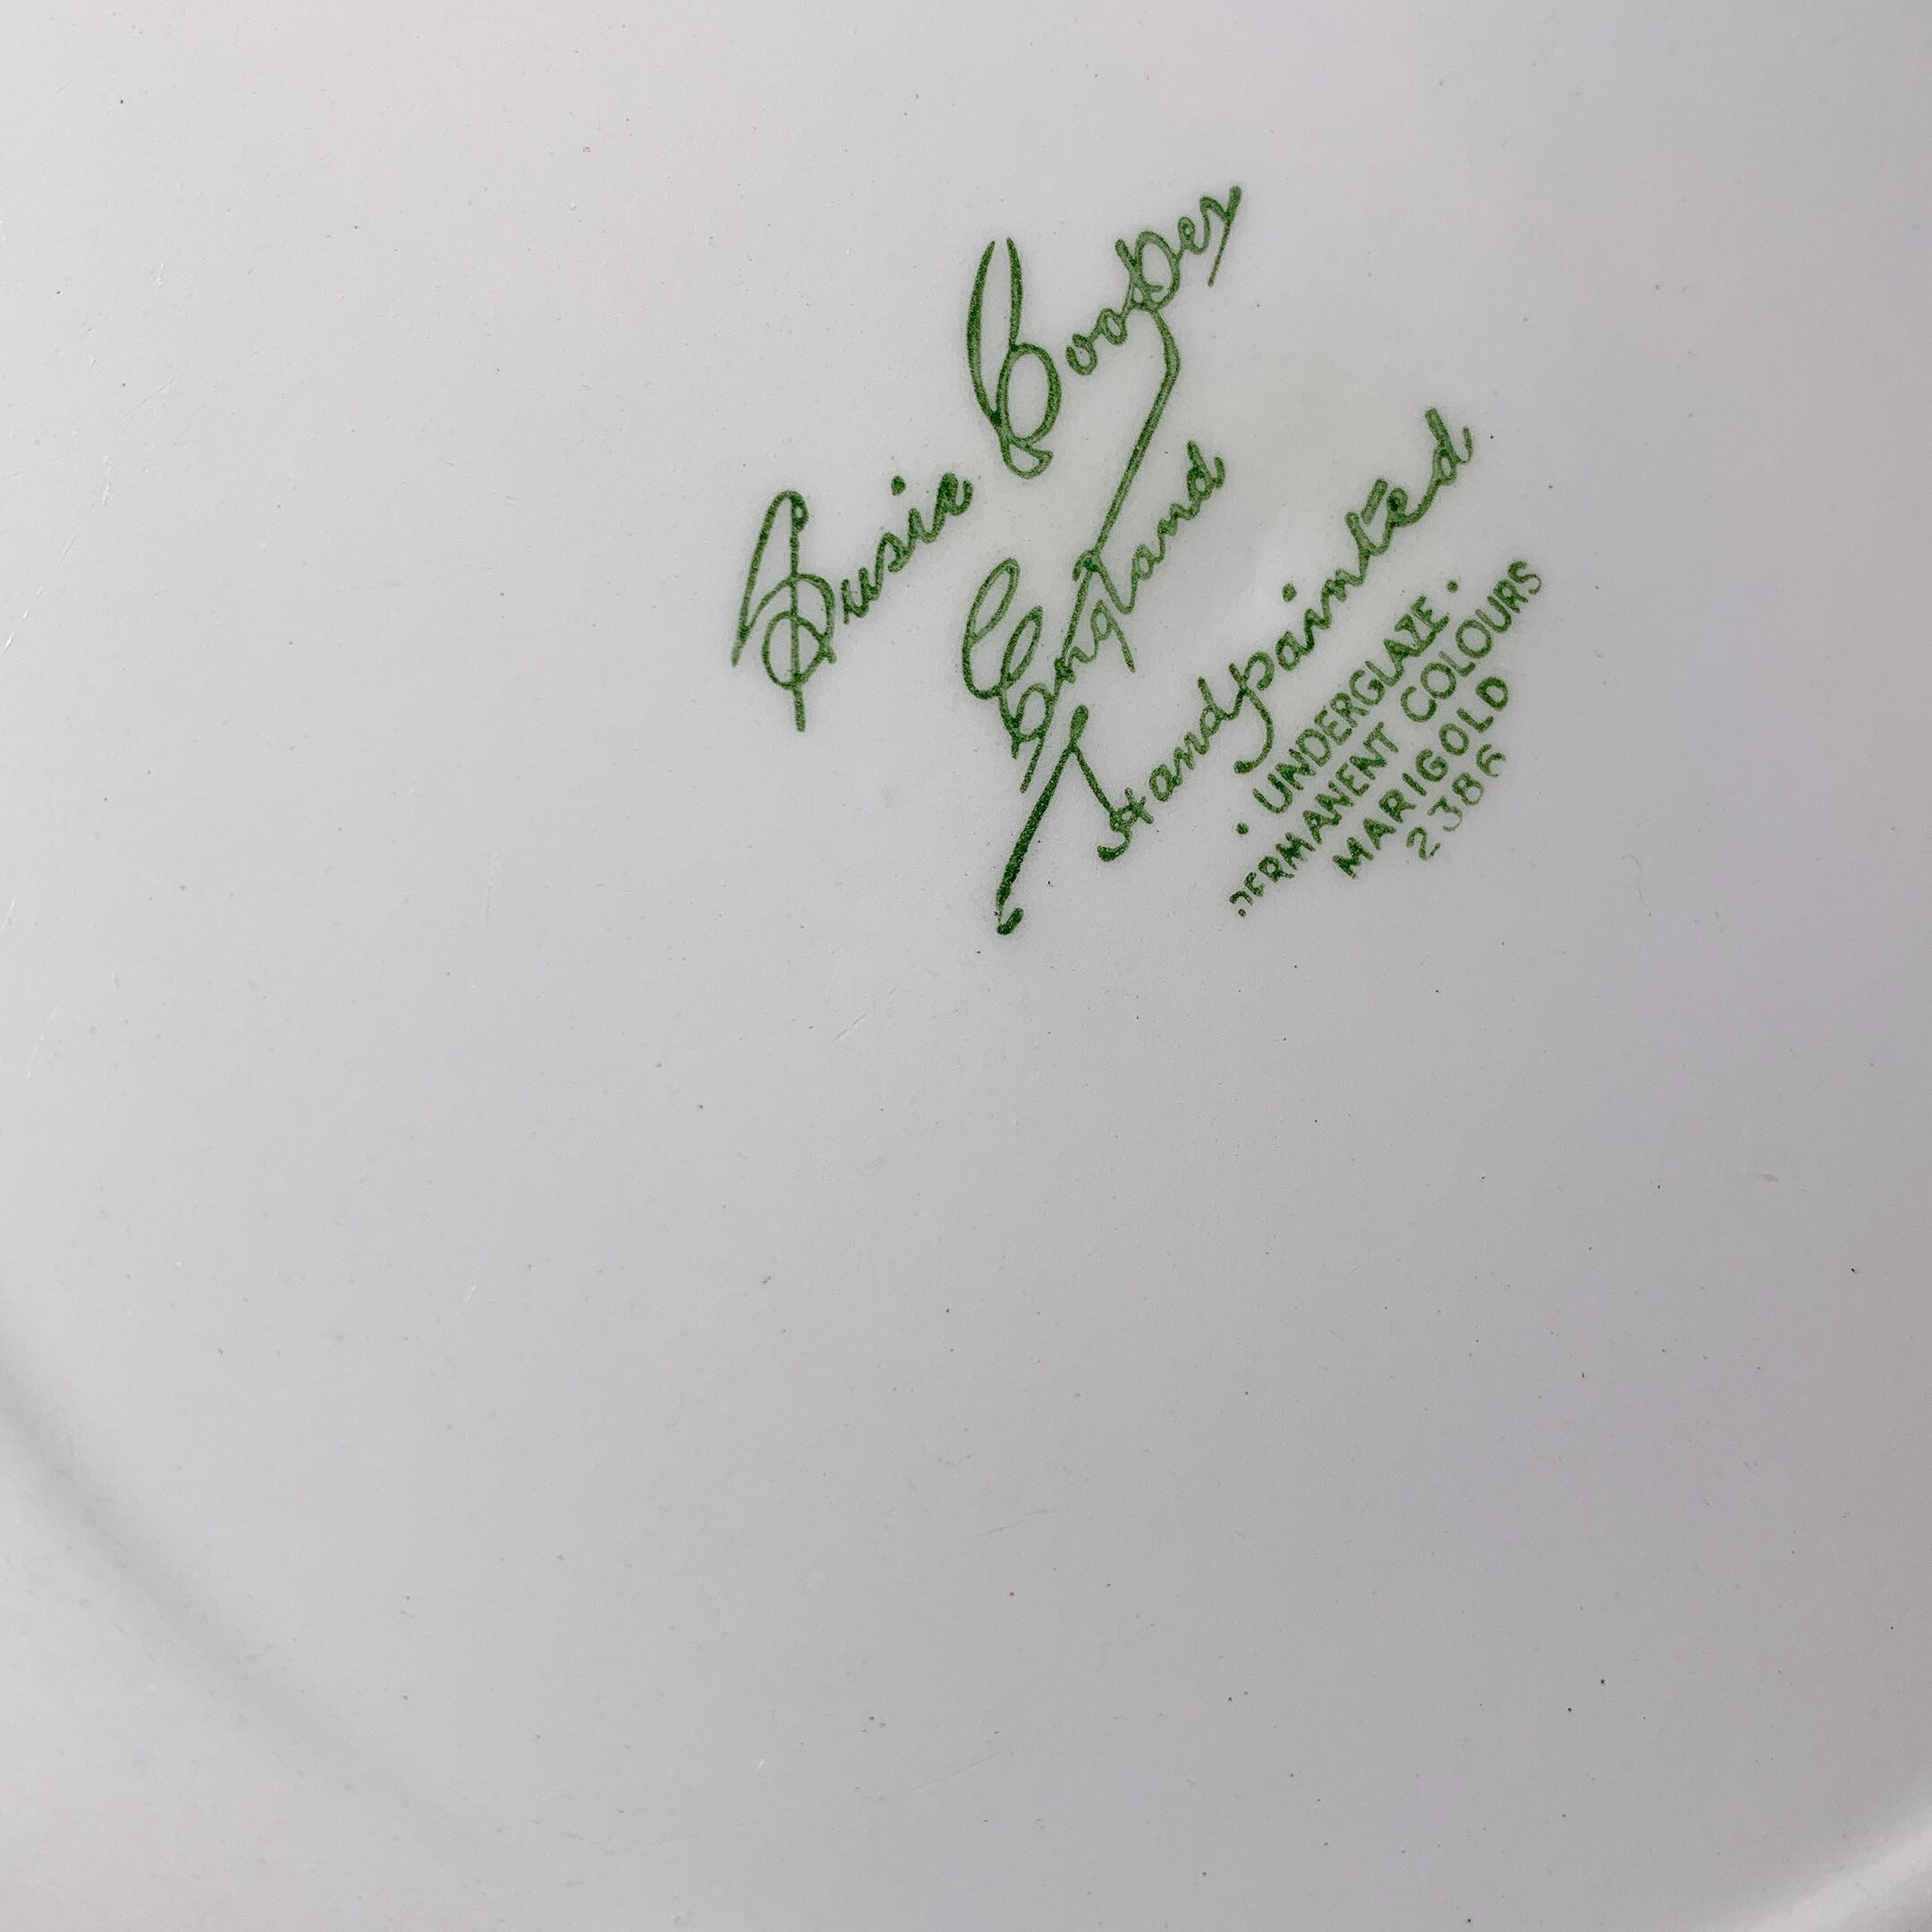 Susie Cooper
England
Handpainted
· UNDERGLAZE ·
PERMANENT COLOURS
MARIGOLD
2386